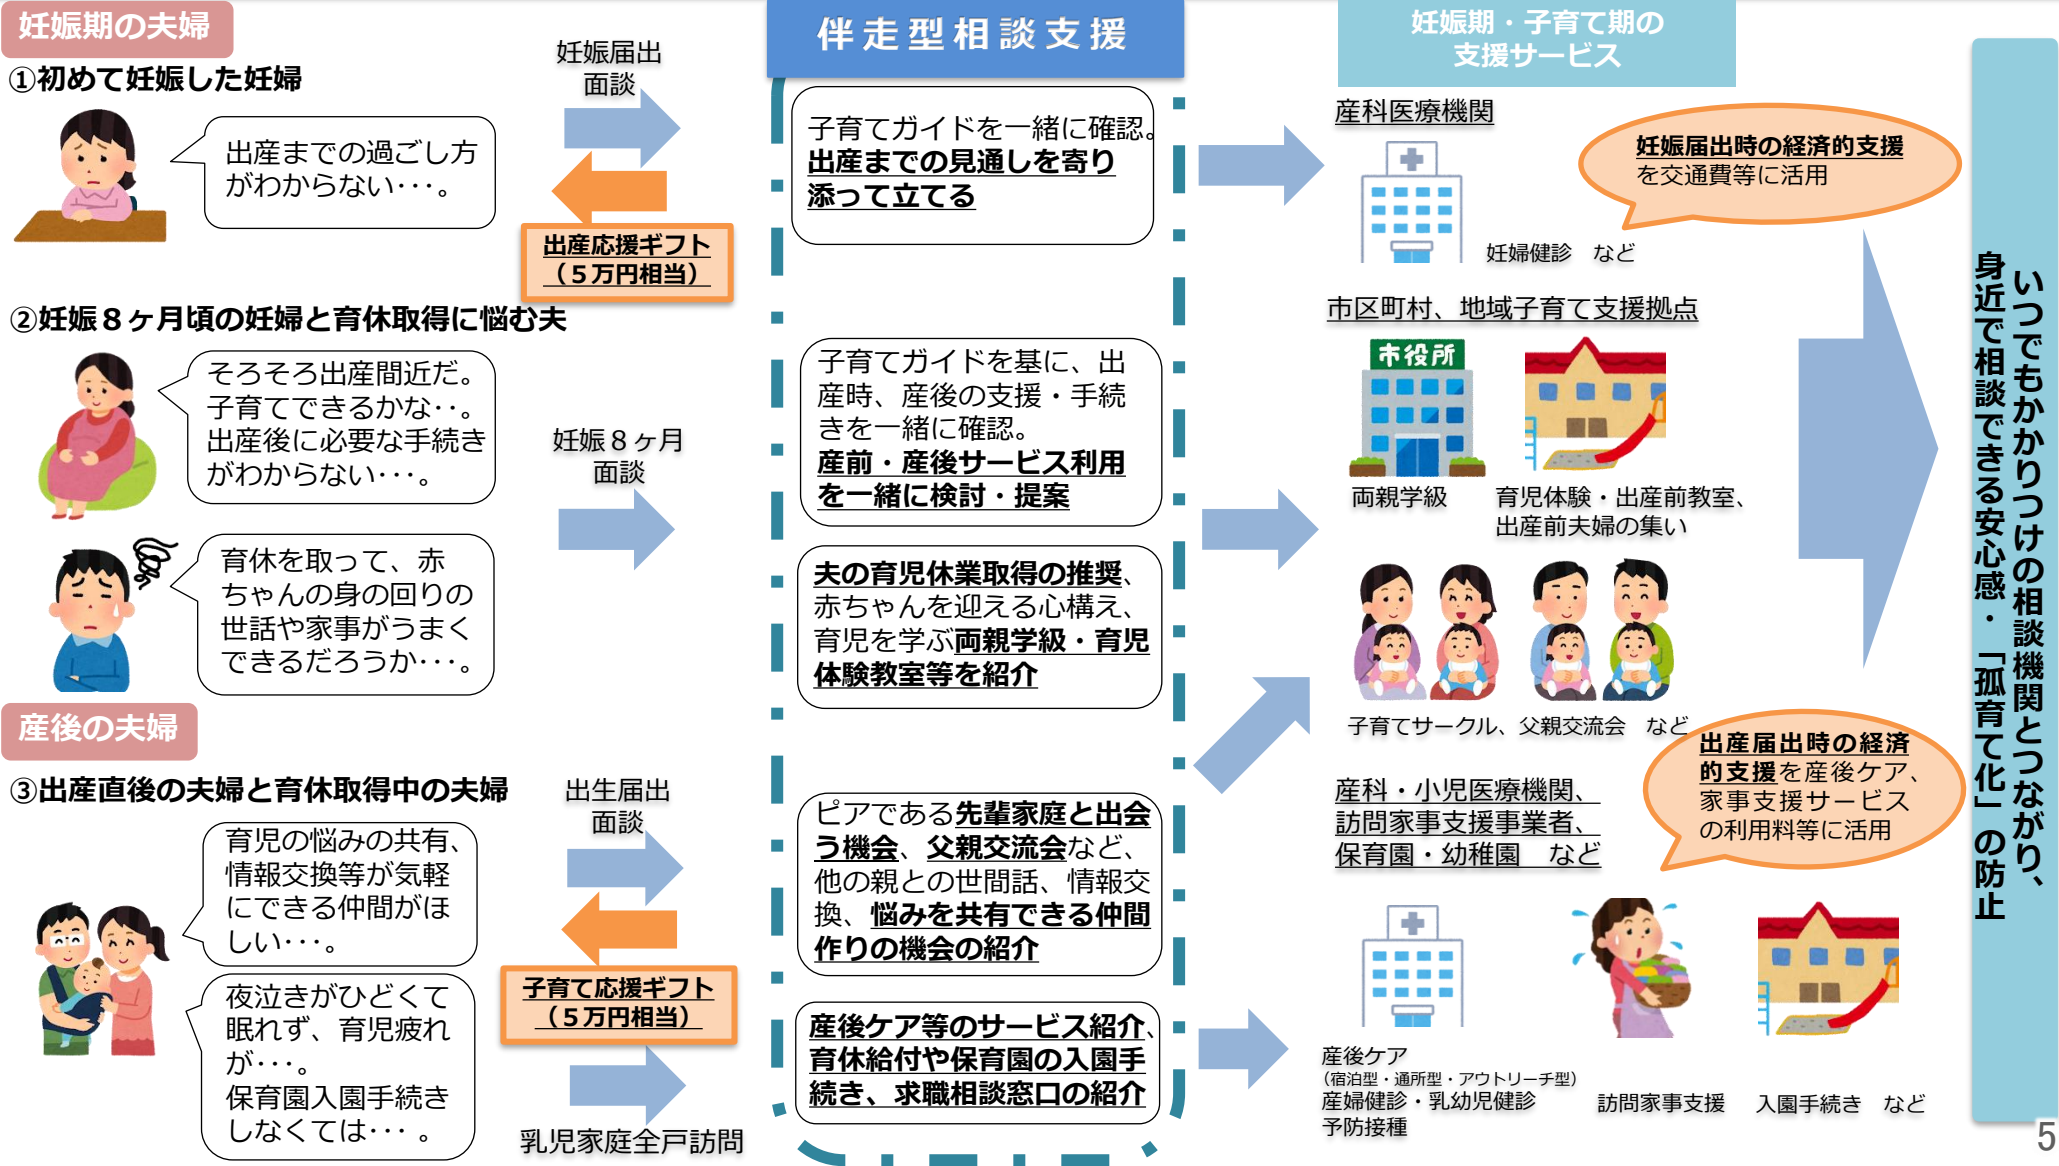 妊娠期の夫婦
①初めて妊娠した妊婦
出産までの過ごし方
がわからない･･･。
妊娠届出
面談
出産応援ギフト
（５万円相当）
②妊娠８ヶ月頃の妊婦と育休取得に悩む夫
そろそろ出産間近だ。
子育てできるかな･･。
出産後に必要な手続き
がわからない･･･。
妊娠８ヶ月
面談
育休を取って、赤
ちゃんの身の回りの
世話や家事がうまく
できるだろうか･･･。
産後の夫婦
③出産直後の夫婦と育休取得中の夫婦
育児の悩みの共有、
情報交換等が気軽
にできる仲間がほ
しい･･･。
夜泣きがひどくて
眠れず、育児疲れ
が･･･。
保育園入園手続き
しなくては･･･ 。
出生届出
面談
子育て応援ギフト
（５万円相当）
乳児家庭全戸訪問
伴走型相談支援
子育てガイドを一緒に確認。
出産までの見通しを寄り
添って立てる
子育てガイドを基に、出
産時、産後の支援・手続
きを一緒に確認。
産前・産後サービス利用
を一緒に検討・提案
夫の育児休業取得の推奨、
赤ちゃんを迎える心構え、
育児を学ぶ両親学級・育児
体験教室等を紹介
ピアである先輩家庭と出会
う機会、父親交流会など、
他の親との世間話、情報交
換、悩みを共有できる仲間
作りの機会の紹介
産後ケア等のサービス紹介、
育休給付や保育園の入園手
続き、求職相談窓口の紹介
妊娠期・子育て期の
支援サービス
産科医療機関
妊婦健診　など
妊娠届出時の経済的支援
を交通費等に活用
市区町村、地域子育て支援拠点
市役所
両親学級
育児体験・出産前教室、
出産前夫婦の集い
子育てサークル、父親交流会　など
出産届出時の経済
的支援を産後ケア、
家事支援サービス
の利用料等に活用
産科・小児医療機関、
訪問家事支援事業者、
保育園・幼稚園　など
産後ケア
（宿泊型・通所型・アウトリーチ型）
産婦健診・乳幼児健診
予防接種
訪問家事支援
入園手続き　など
いつでもかかりつけの相談機関とつながり、
身近で相談できる安心感・「孤育て化」の防止
5